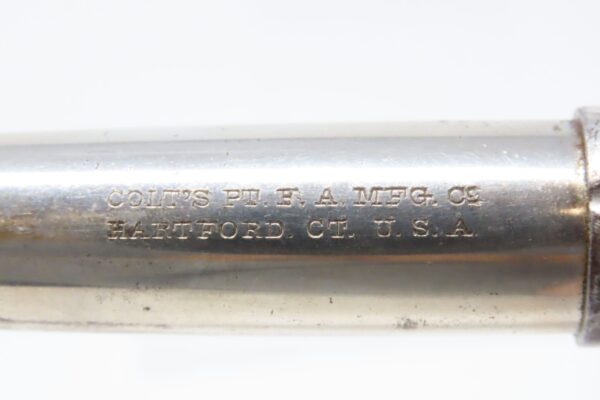 COLT'S PT. F. A. MFG. Co.
HARTFORD. CT. U. S. A.